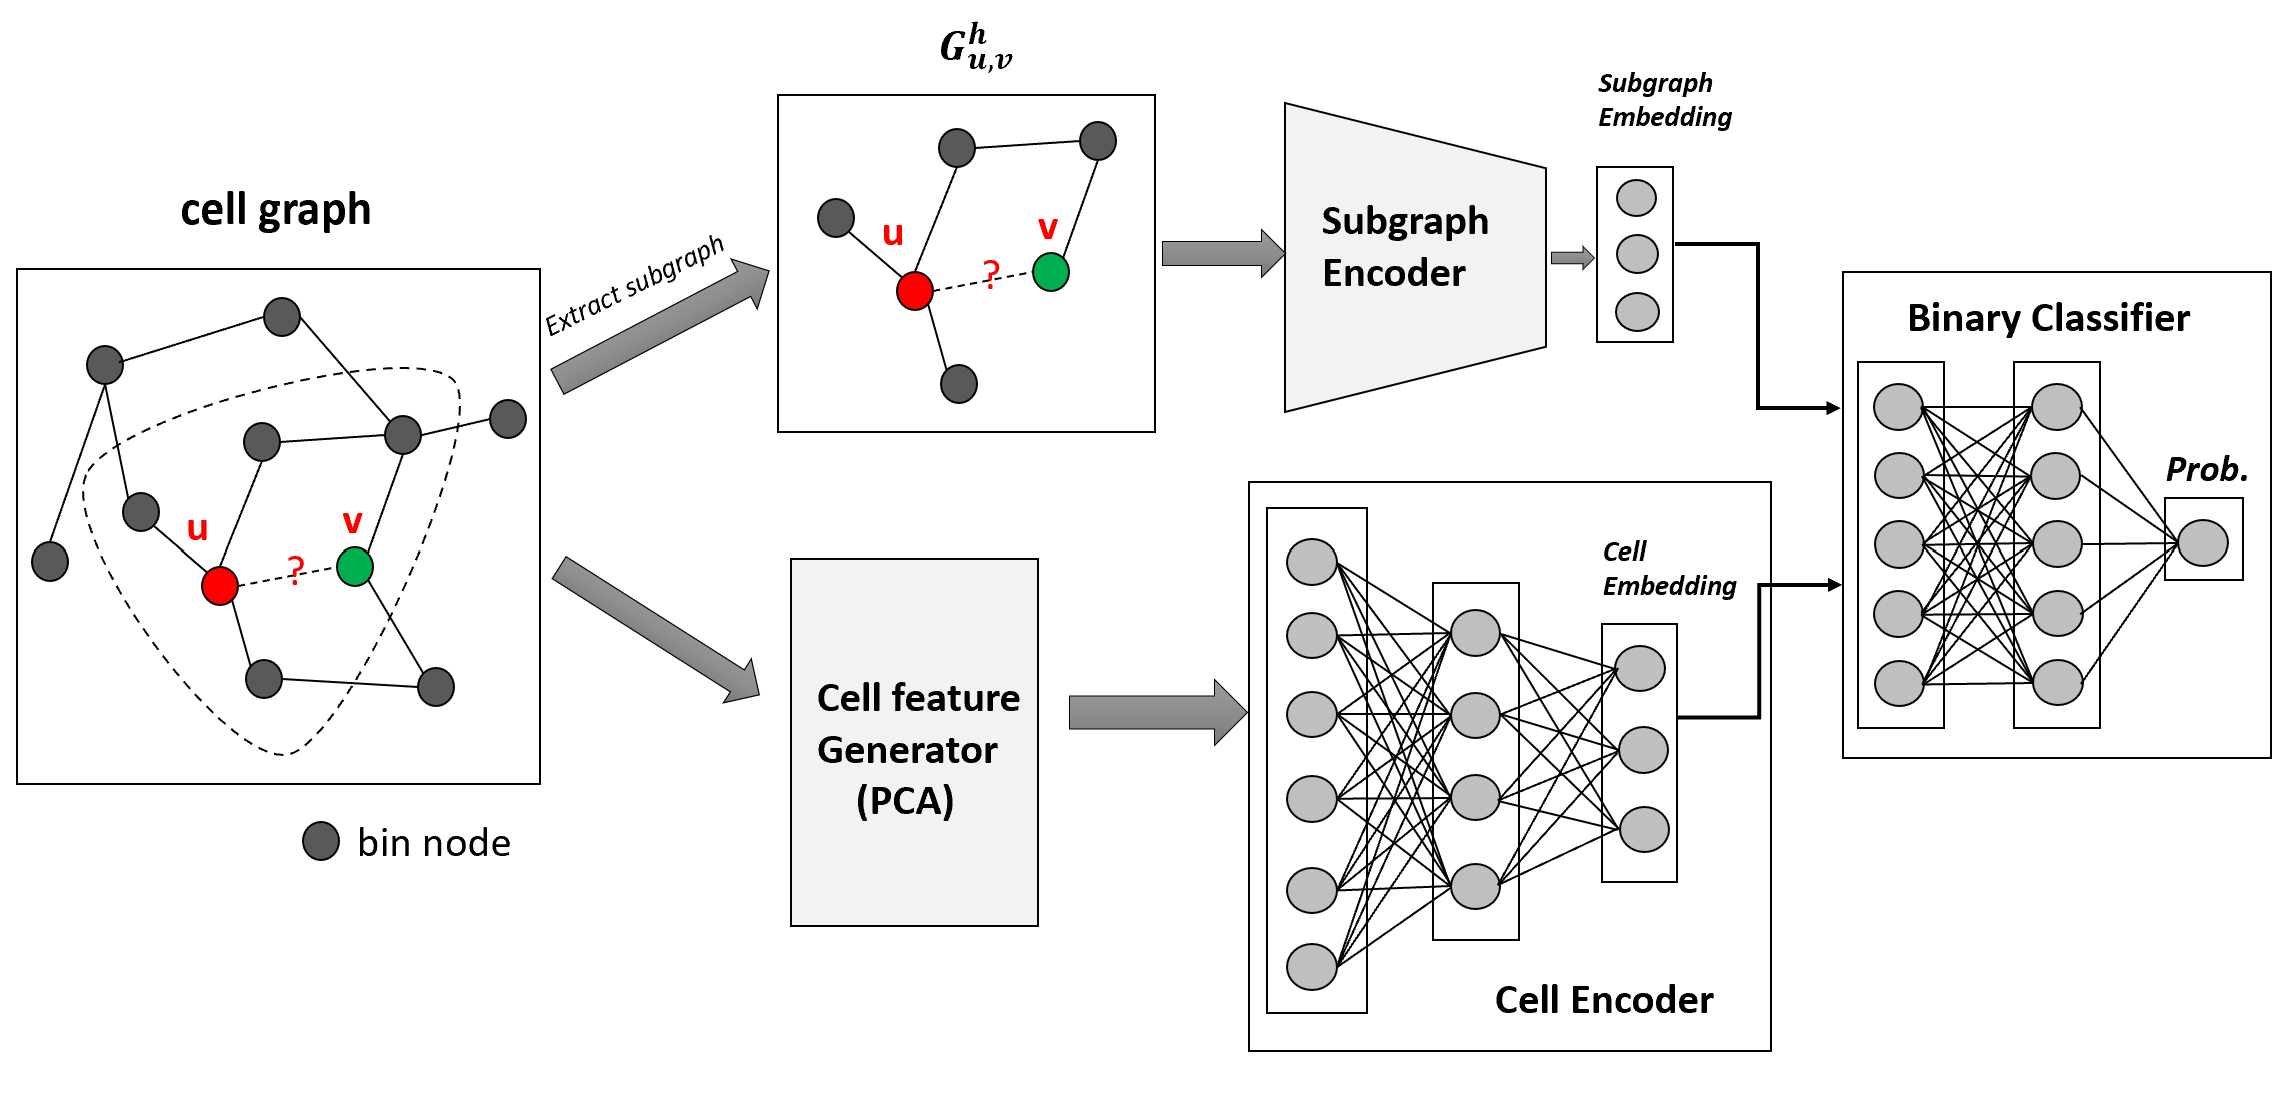 cell graph
u
v
?
bin node
Extract subgraph
G^h_{u,v}
u
v
?
Subgraph
Encoder
Subgraph
Embedding
Cell feature
Generator
(PCA)
Cell
Embedding
Cell Encoder
Binary Classifier
Prob.